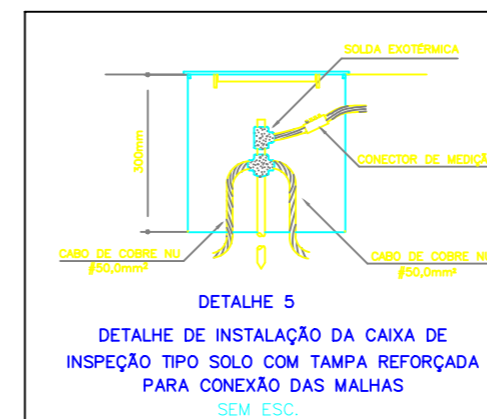 SOLDA EXOTÉRMICA
300mm
CONECTOR DE MEDIÇÃ
CABO DE COBRE NU
#50,0mm²
CABO DE COBRE NU
#50,0mm²
DETALHE 5
DETALHE DE INSTALAÇÃO DA CAIXA DE
INSPEÇÃO TIPO SOLO COM TAMPA REFORÇADA
PARA CONEXÃO DAS MALHAS
SEM ESC.